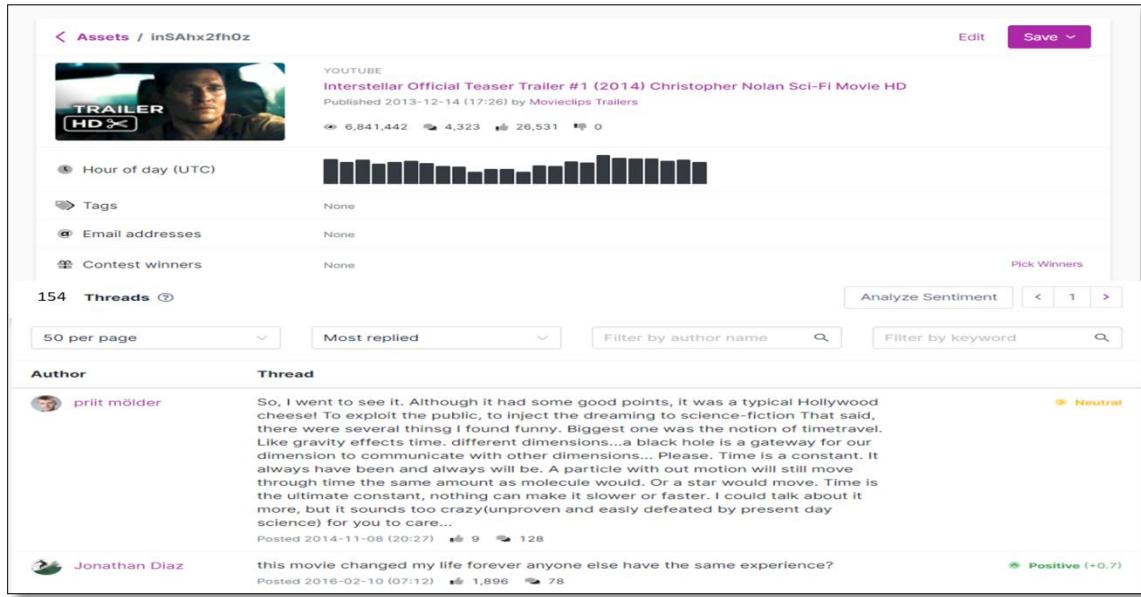 Assets / inSAhx2fh0z
Edit
Save
TRAILER
HD
YOUTUBE
Interstellar Official Teaser Trailer #1 (2014) Christopher Nolan Sci-Fi Movie HD
Published 2013-12-14 (17:26) by Movieclips Trailers
6,841,442 4,323 26,531 0
Hour of day (UTC)
Tags None
Email addresses None
Contest winners None Pick Winners
154 Threads Analyze Sentiment < 1 >
50 per page Most replied Filter by author name Filter by keyword
Author Thread
priit mölder
So, I went to see it. Although it had some good points, it was a typical Hollywood
cheese! To exploit the public, to inject the dreaming to science-fiction That said,
there were several thinsg I found funny. Biggest one was the notion of timetravel.
Like gravity effects time. different dimensions...a black hole is a gateway for our
dimension to communicate with other dimensions... Please. Time is a constant. It
always have been and always will be. A particle with out motion will still move
through time the same amount as molecule would. Or a star would move. Time is
the ultimate constant, nothing can make it slower or faster. I could talk about it
more, but it sounds too crazy(unproven and easly defeated by present day
science) for you to care...
Posted 2014-11-08 (20:27) 9 128
Neutral
Jonathan Diaz
this movie changed my life forever anyone else have the same experience?
Posted 2016-02-10 (07:12) 1,896 78
Positive (+0.7)